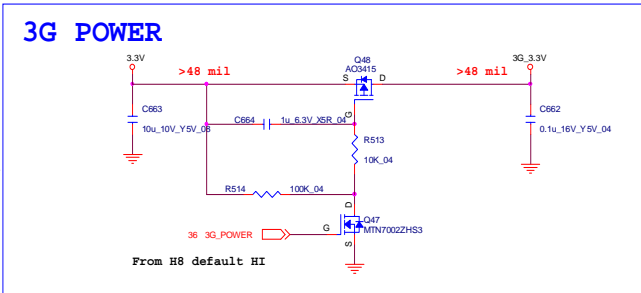 3G POWER
3.3V
>48 mil
Q48
AO3415
S
D
G
>48 mil
3G_3.3V
C663
10u_10V_Y5V_08
C664
1u_6.3V_X5R_04
R513
10K_04
C662
0.1u_16V_Y5V_04
R514
100K_04
D
Q47
G
MTN7002ZHS3
S
36 3G_POWER
From H8 default HI